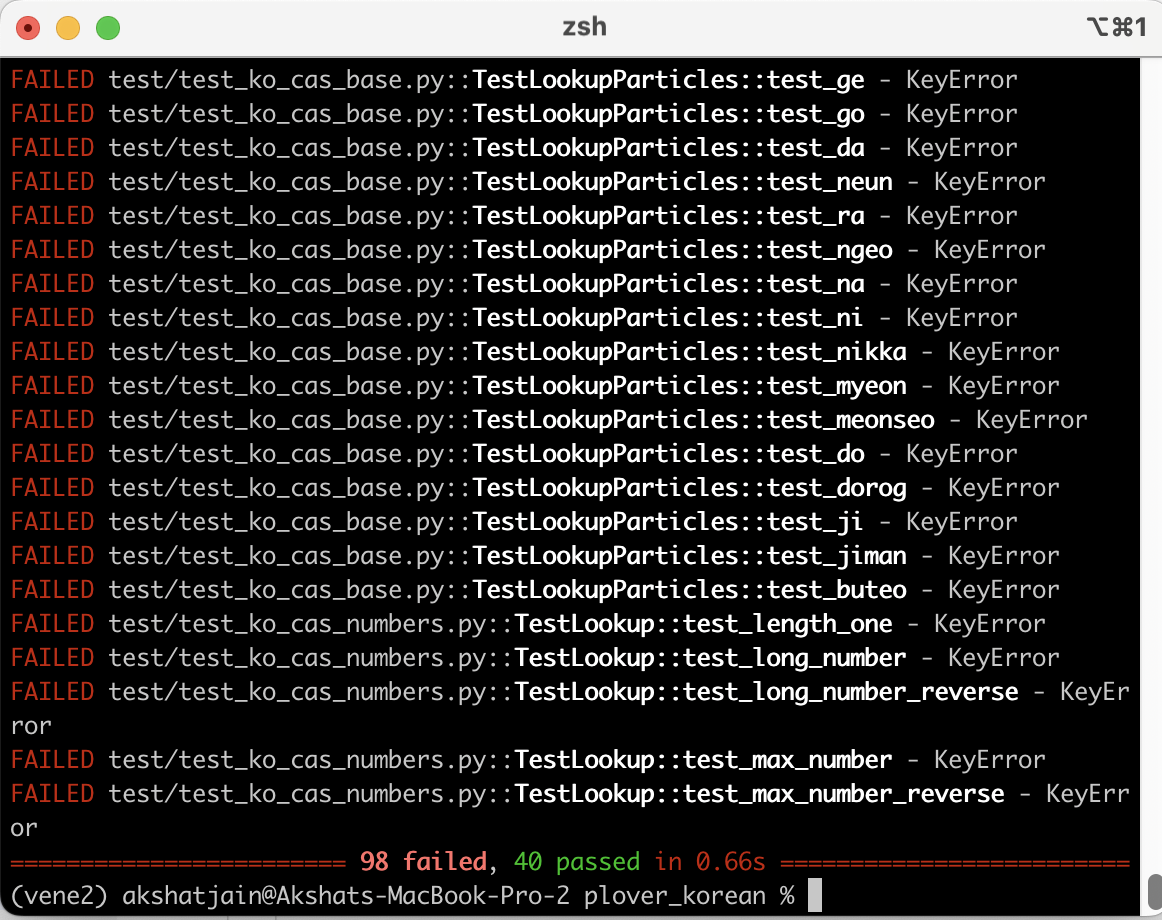 zsh
⌥⌘1
FAILED test/test_ko_cas_base.py::TestLookupParticles::test_ge - KeyError
FAILED test/test_ko_cas_base.py::TestLookupParticles::test_go - KeyError
FAILED test/test_ko_cas_base.py::TestLookupParticles::test_da - KeyError
FAILED test/test_ko_cas_base.py::TestLookupParticles::test_neun - KeyError
FAILED test/test_ko_cas_base.py::TestLookupParticles::test_ra - KeyError
FAILED test/test_ko_cas_base.py::TestLookupParticles::test_ngeo - KeyError
FAILED test/test_ko_cas_base.py::TestLookupParticles::test_na - KeyError
FAILED test/test_ko_cas_base.py::TestLookupParticles::test_ni - KeyError
FAILED test/test_ko_cas_base.py::TestLookupParticles::test_nikka - KeyError
FAILED test/test_ko_cas_base.py::TestLookupParticles::test_myeon - KeyError
FAILED test/test_ko_cas_base.py::TestLookupParticles::test_meonseo - KeyError
FAILED test/test_ko_cas_base.py::TestLookupParticles::test_do - KeyError
FAILED test/test_ko_cas_base.py::TestLookupParticles::test_dorog - KeyError
FAILED test/test_ko_cas_base.py::TestLookupParticles::test_ji - KeyError
FAILED test/test_ko_cas_base.py::TestLookupParticles::test_jiman - KeyError
FAILED test/test_ko_cas_base.py::TestLookupParticles::test_buteo - KeyError
FAILED test/test_ko_cas_numbers.py::TestLookup::test_length_one - KeyError
FAILED test/test_ko_cas_numbers.py::TestLookup::test_long_number - KeyError
FAILED test/test_ko_cas_numbers.py::TestLookup::test_long_number_reverse - KeyEr
ror
FAILED test/test_ko_cas_numbers.py::TestLookup::test_max_number - KeyError
FAILED test/test_ko_cas_numbers.py::TestLookup::test_max_number_reverse - KeyErr
or
======================== 98 failed, 40 passed in 0.66s =========================
(vene2) akshatjain@Akshats-MacBook-Pro-2 plover_korean %